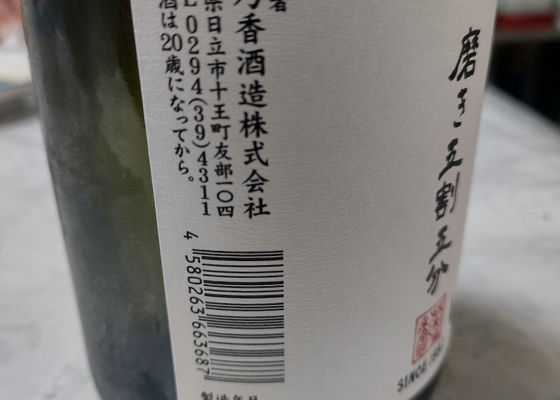 磨き五割五分
者
乃香酒造株式会社
県日立市十王町友部一〇四
L0294(39)4311
酒は20歳になってから。
4 580263 663687
製造年月